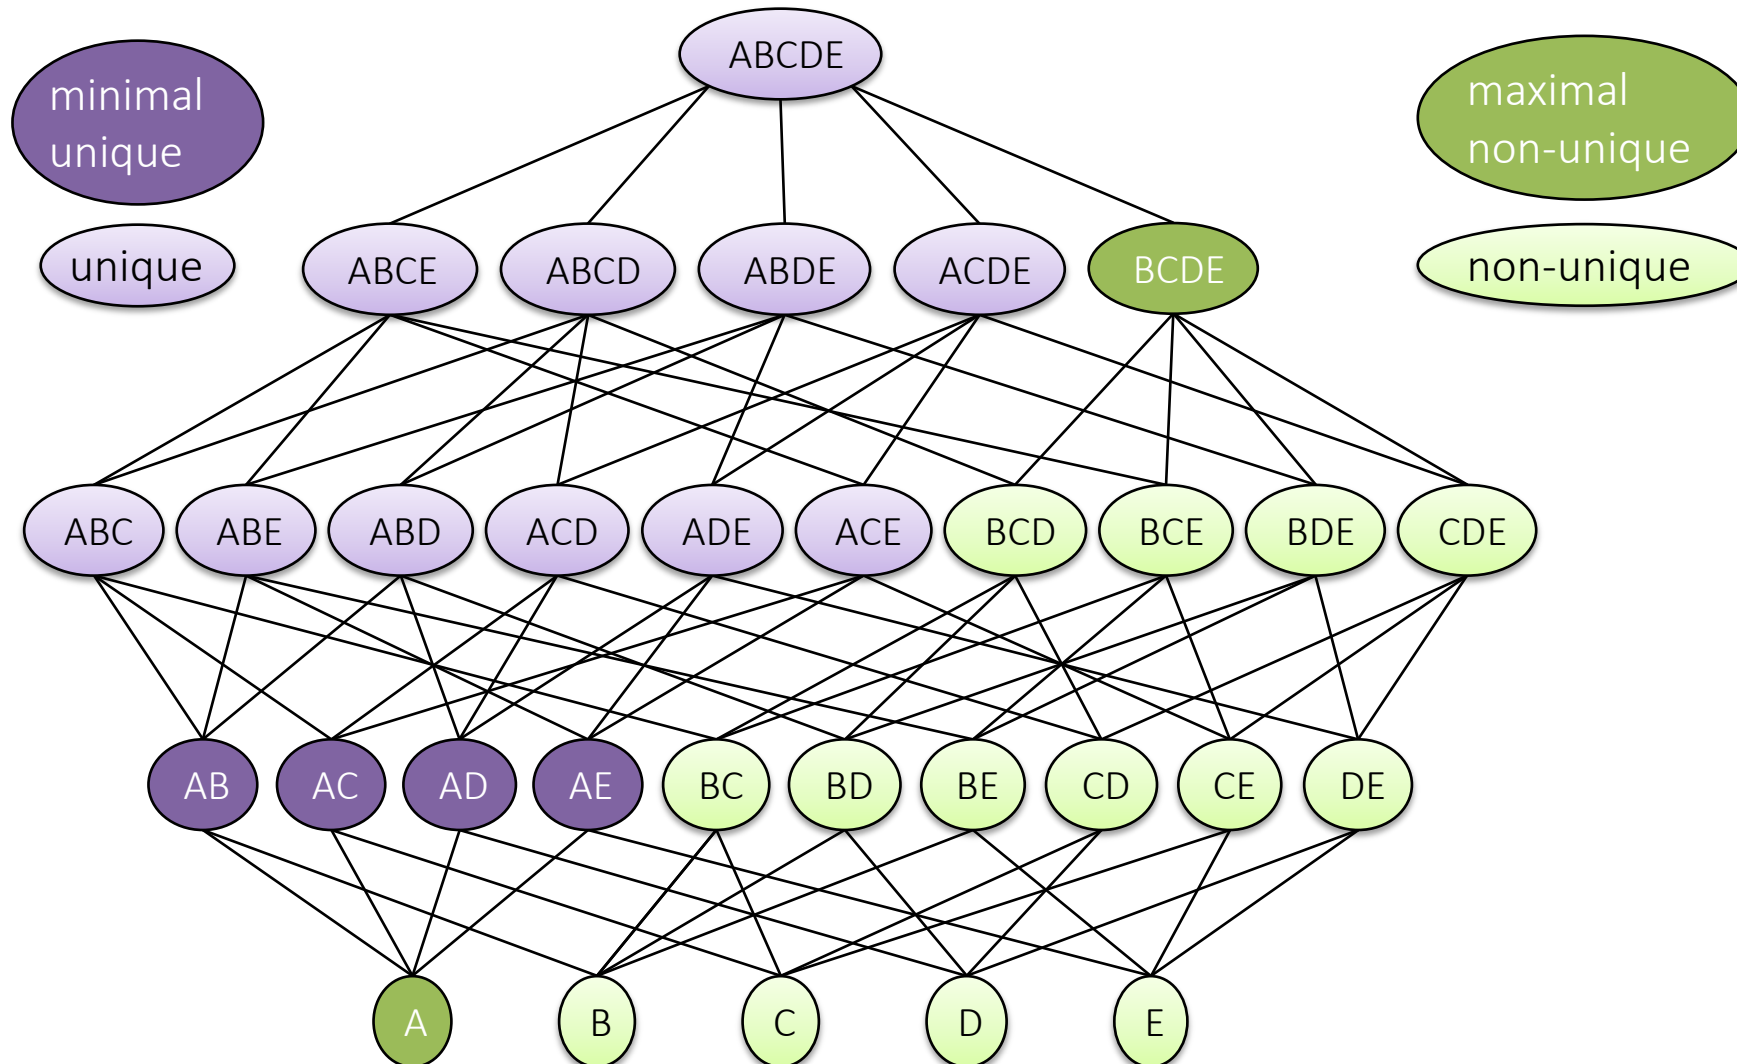 ABCDE
minimal
unique
maximal
non-unique
unique
ABCE
ABCD
ABDE
ACDE
BCDE
non-unique
ABC
ABE
ABD
ACD
ADE
ACE
BCD
BCE
BDE
CDE
AB
AC
AD
AE
BC
BD
BE
CD
CE
DE
A
B
C
D
E